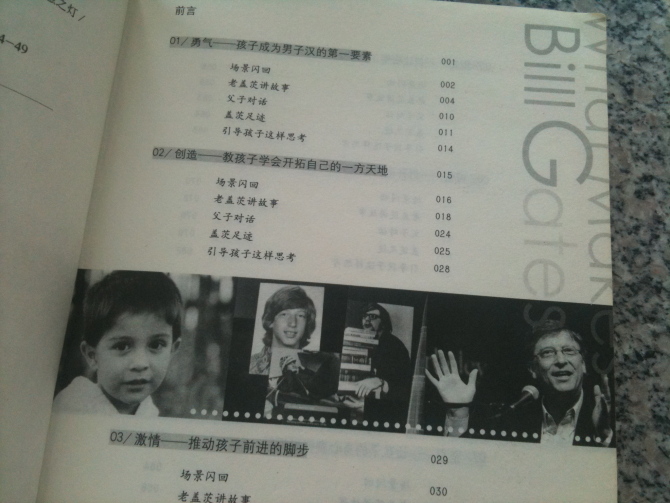 之灯/
4-49
前言
01/勇气——孩子成为男子汉的第一要素 001
场景闪回 002
老盖茨讲故事 004
父子对话 010
盖茨足迹 011
引导孩子这样思考 014
02/创造——教孩子学会开拓自己的一方天地 015
场景闪回 016
老盖茨讲故事 018
父子对话 024
盖茨足迹 025
引导孩子这样思考 028
03/激情——推动孩子前进的脚步 029
场景闪回 030
老盖茨讲故事
What Makes
Billl Gates